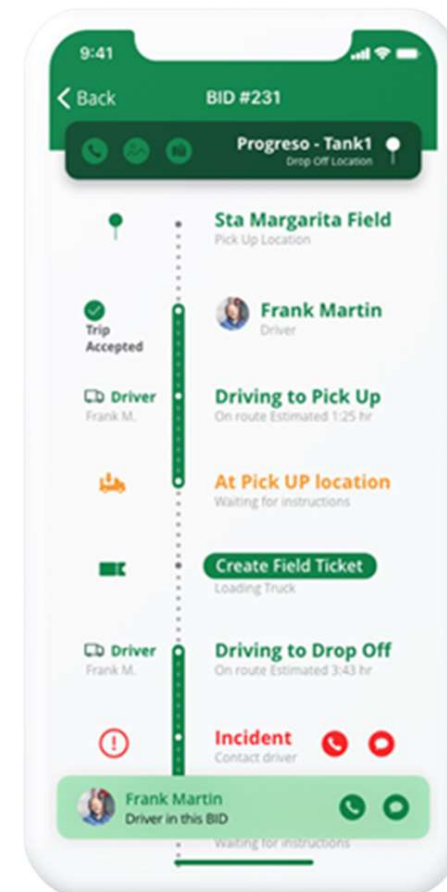 9:41
Back
BID #231
Progreso - Tank1
Drop Off Location
Sta Margarita Field
Pick Up Location
Trip
Accepted
Frank Martin
Driver
Driver
Frank M.
Driving to Pick Up
On route Estimated 1:25 hr
At Pick UP location
Waiting for instructions
Create Field Ticket
Loading Truck
Driver
Frank M.
Driving to Drop Off
On route Estimated 3:43 hr
Incident
Contact driver
Frank Martin
Driver in this BID
Waiting for instructions